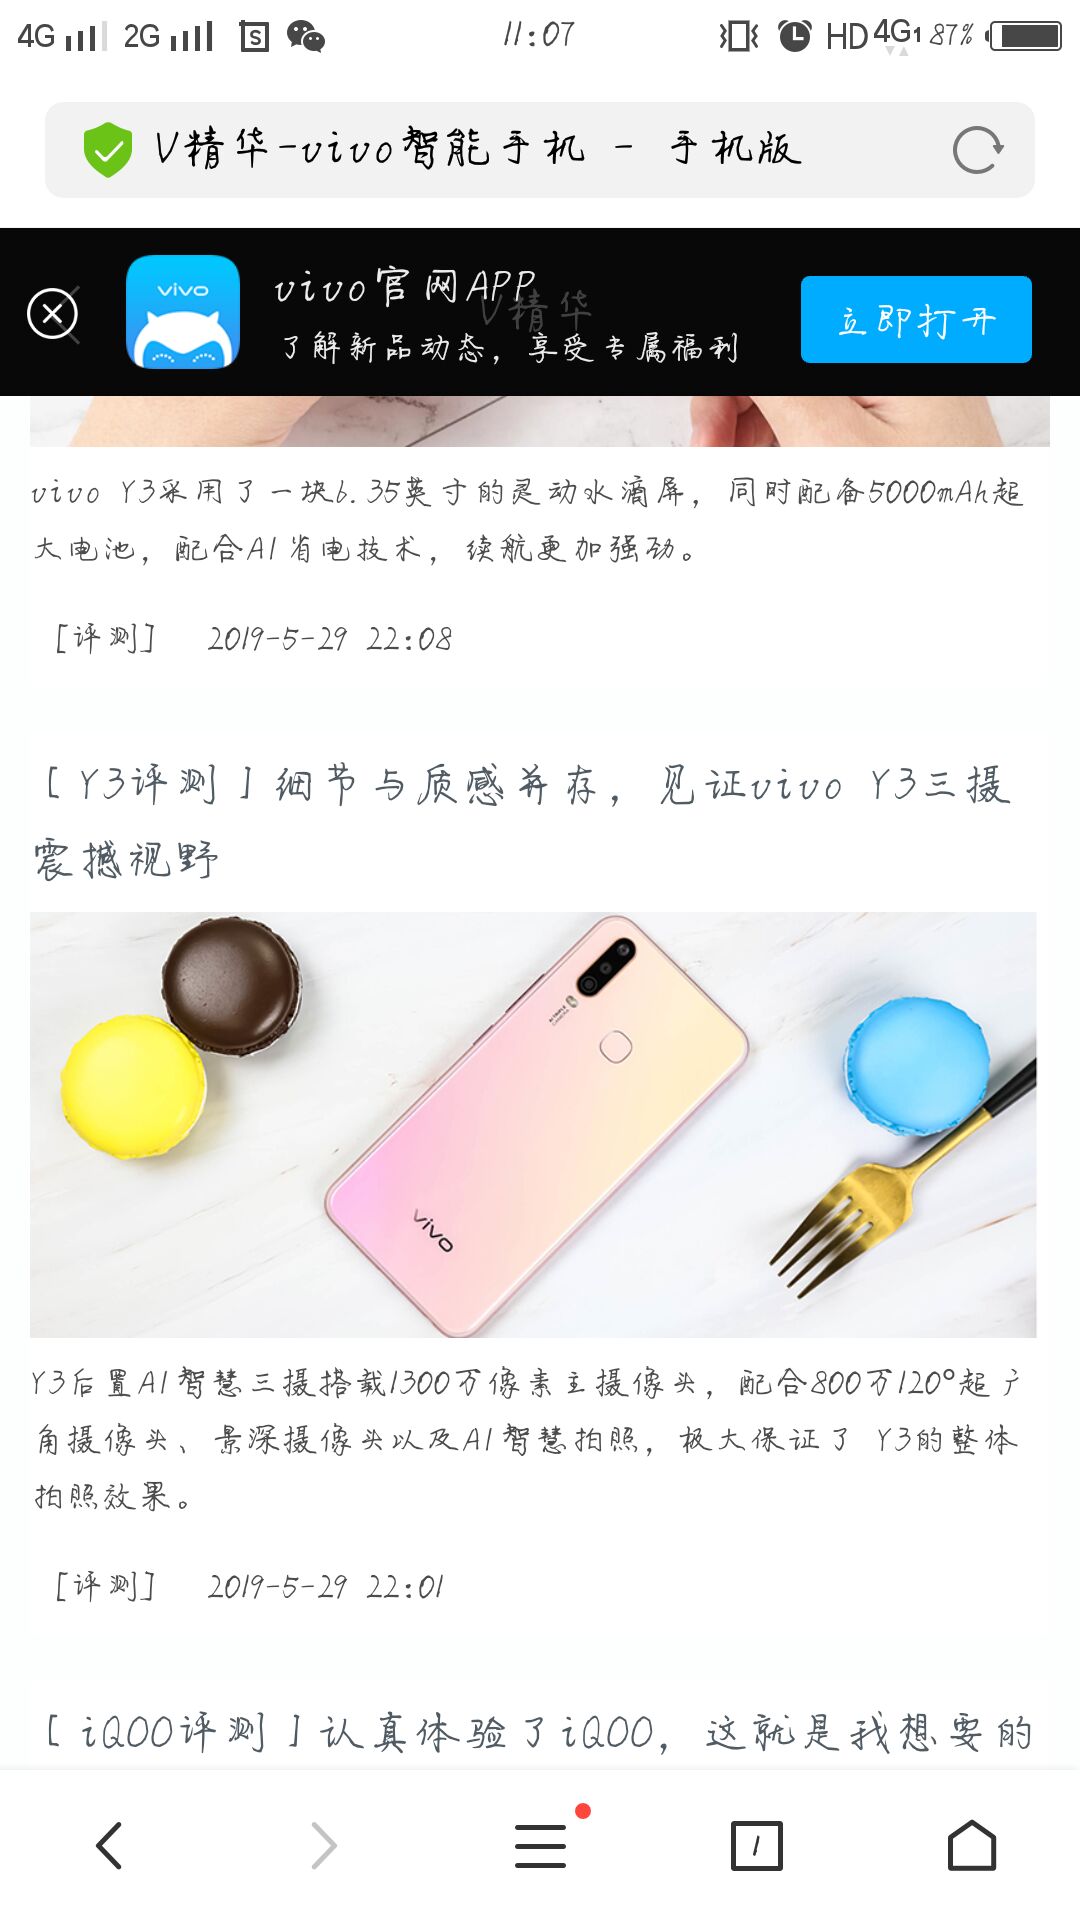 4G 2G 11:07 HD 4G1 87%
V精华-vivo智能手机 - 手机版
vivo
vivo官网APP
V精华
了解新品动态，享受专属福利
立即打开
vivo Y3采用了一块6.35英寸的灵动水滴屏，同时配备5000mAh超
大电池，配合AI省电技术，续航更加强劲。
[评测] 2019-5-29 22:08
[Y3评测]细节与质感并存，见证vivo Y3三摄
震撼视野
AI TRIPLE
CAMERA
vivo
Y3后置AI智慧三摄搭载1300万像素主摄像头，配合800万120°超广
角摄像头、景深摄像头以及AI智慧拍照，极大保证了 Y3的整体
拍照效果。
[评测] 2019-5-29 22:01
[iQOO评测]认真体验了iQOO，这就是我想要的
1